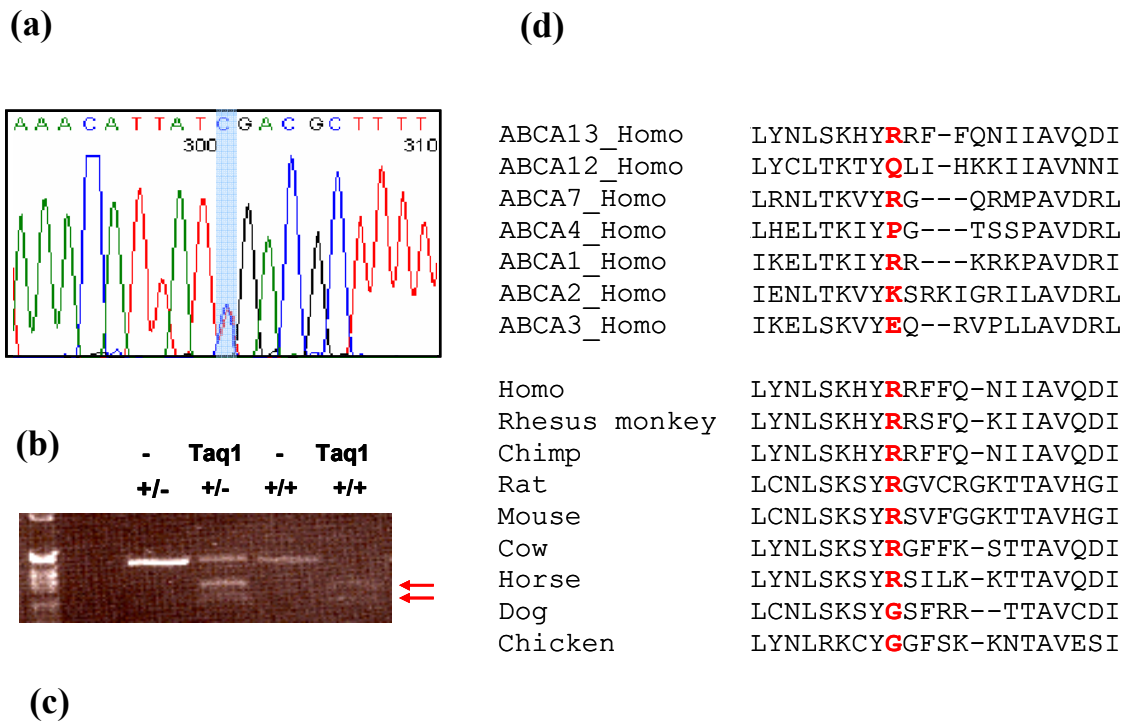 (a)
A A A C A T T A T C G A C G C T T T T
300 310
(b)
- Taq1 - Taq1
+/- +/- +/+ +/+
(c)
(d)
ABCA13_Homo LYNLSKHYRRF-FQNIIAVQDI
ABCA12_Homo LYCLTKTYQLI-HKKIIAVNNI
ABCA7_Homo LRNLTKVYRG---QRMPAVDRL
ABCA4_Homo LHELTKIYPG---TSSPAVDRL
ABCA1_Homo IKELTKIYRR---KRKPAVDRI
ABCA2_Homo IENLTKVYKSRKIGRILAVDRL
ABCA3_Homo IKELSKVYEQ--RVPLLAVDRL
Homo LYNLSKHYRRFFQ-NIIAVQDI
Rhesus monkey LYNLSKHYRRSFQ-KIIAVQDI
Chimp LYNLSKHYRRFFQ-NIIAVQDI
Rat LCNLSKSYRGVCRGKTTAVHGI
Mouse LCNLSKSYRSVFGGKTTAVHGI
Cow LYNLSKSYRGFFK-STTAVQDI
Horse LYNLSKSYRSILK-KTTAVQDI
Dog LCNLSKSYGSFRR--TTAVCDI
Chicken LYNLRKCYGGFSK-KNTAVESI